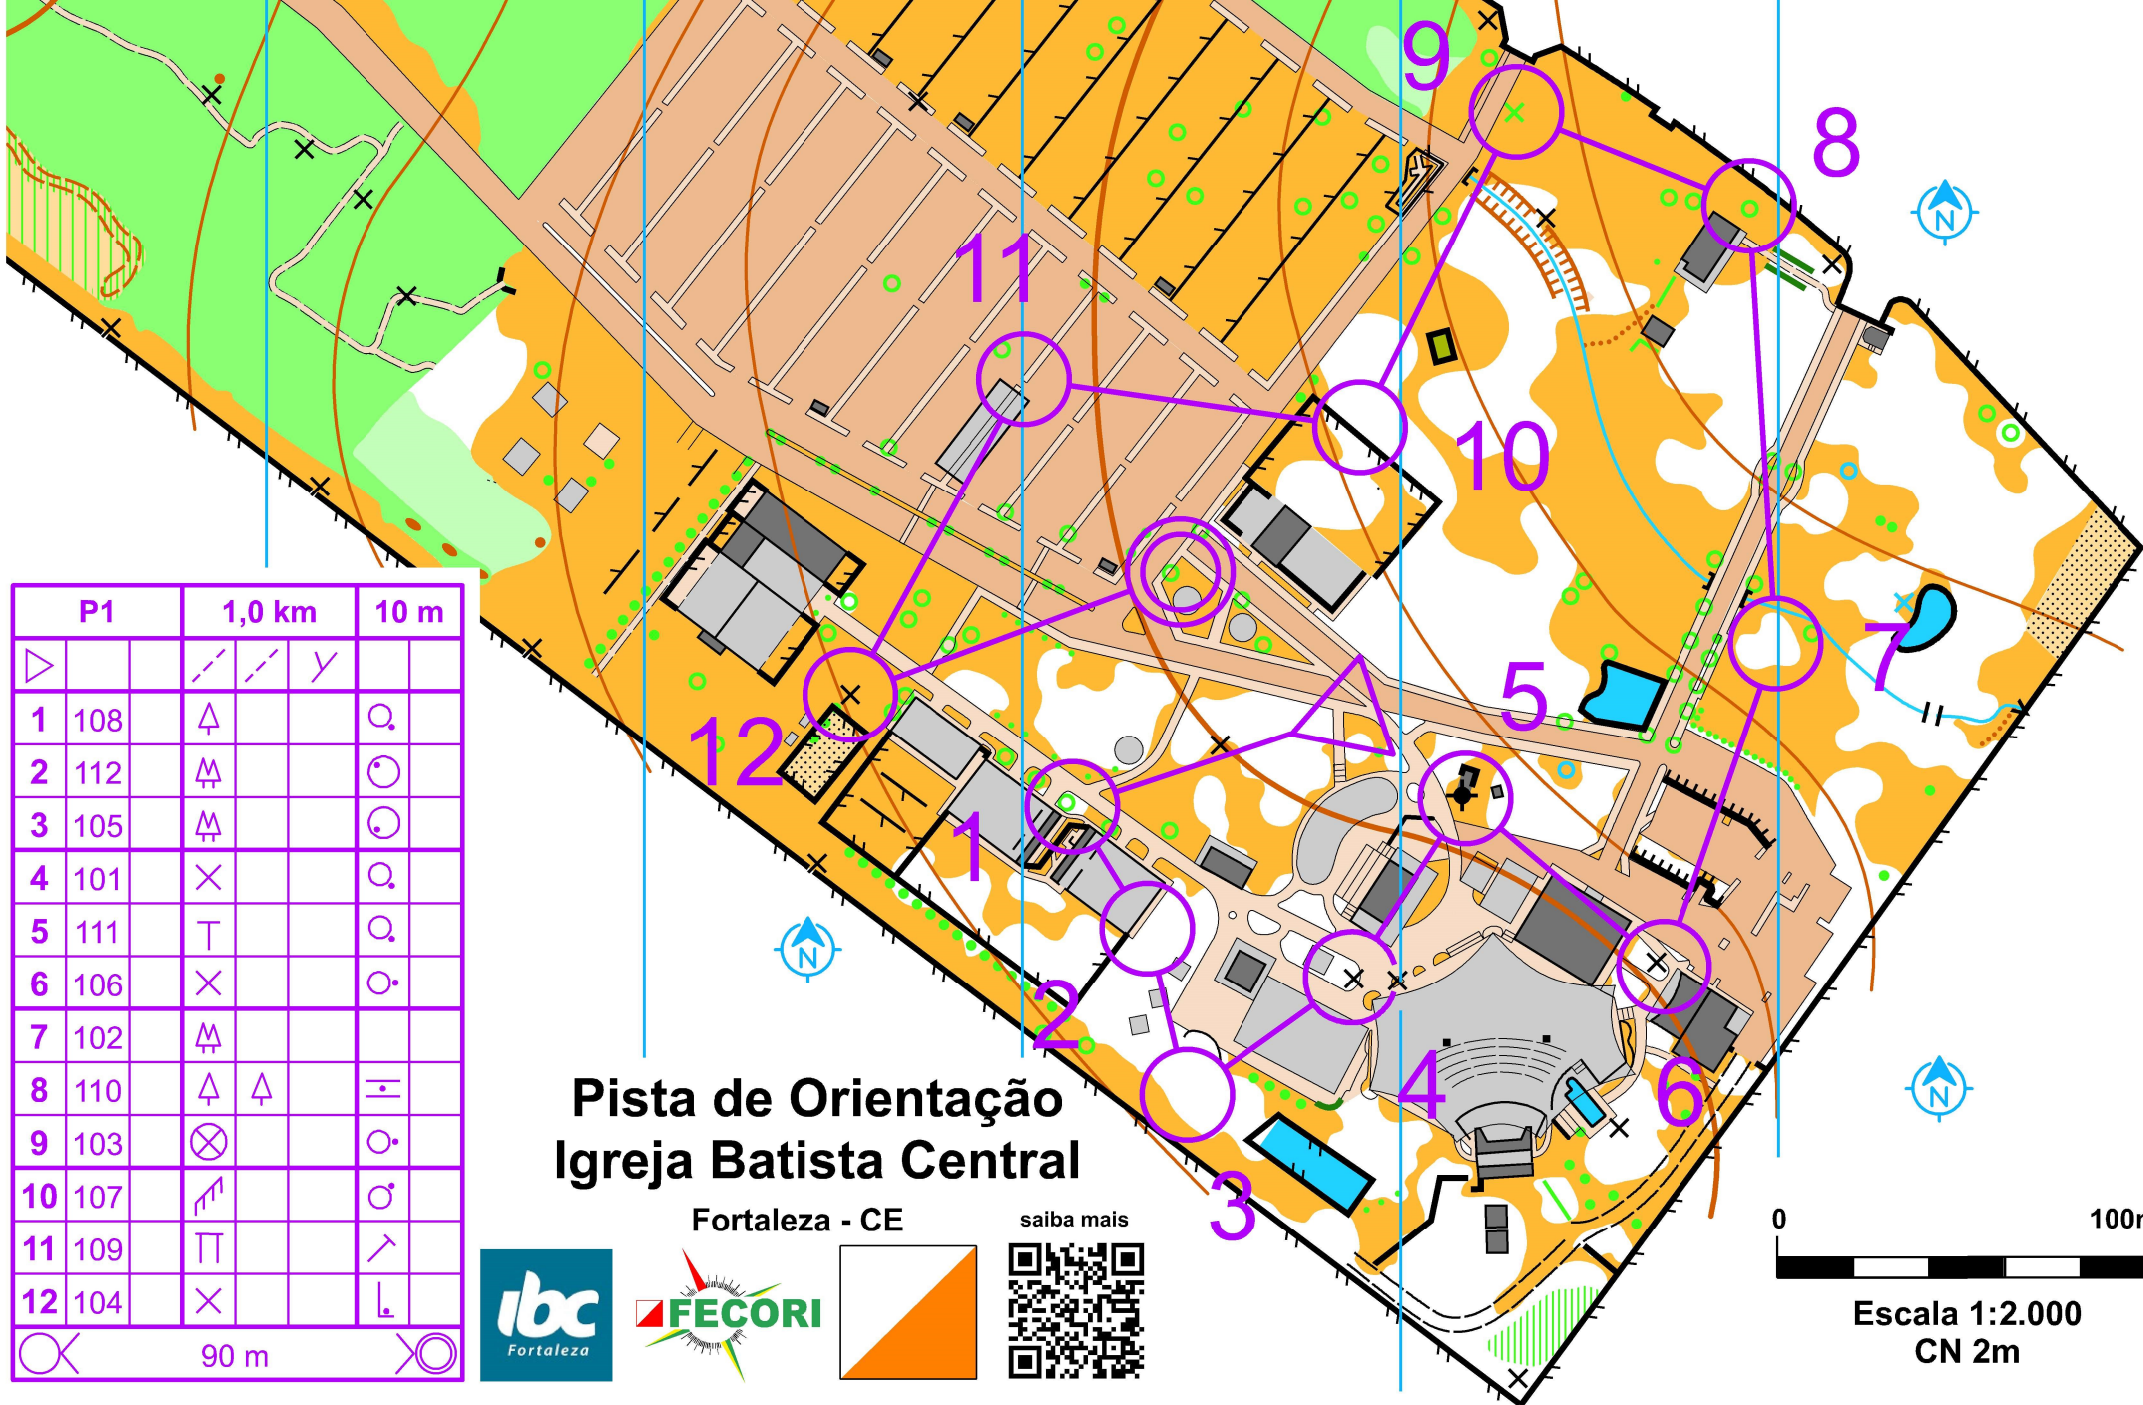 9
8
11
10
5
7
12
1
2
4
6
3
N
N
N
P1 1,0 km 10 m
1 108
2 112
3 105
4 101
5 111
6 106
7 102
8 110
9 103
10 107
11 109
12 104
90 m
Pista de Orientação
Igreja Batista Central
Fortaleza - CE
saiba mais
ibc
Fortaleza
FECORI
0 100m
Escala 1:2.000
CN 2m